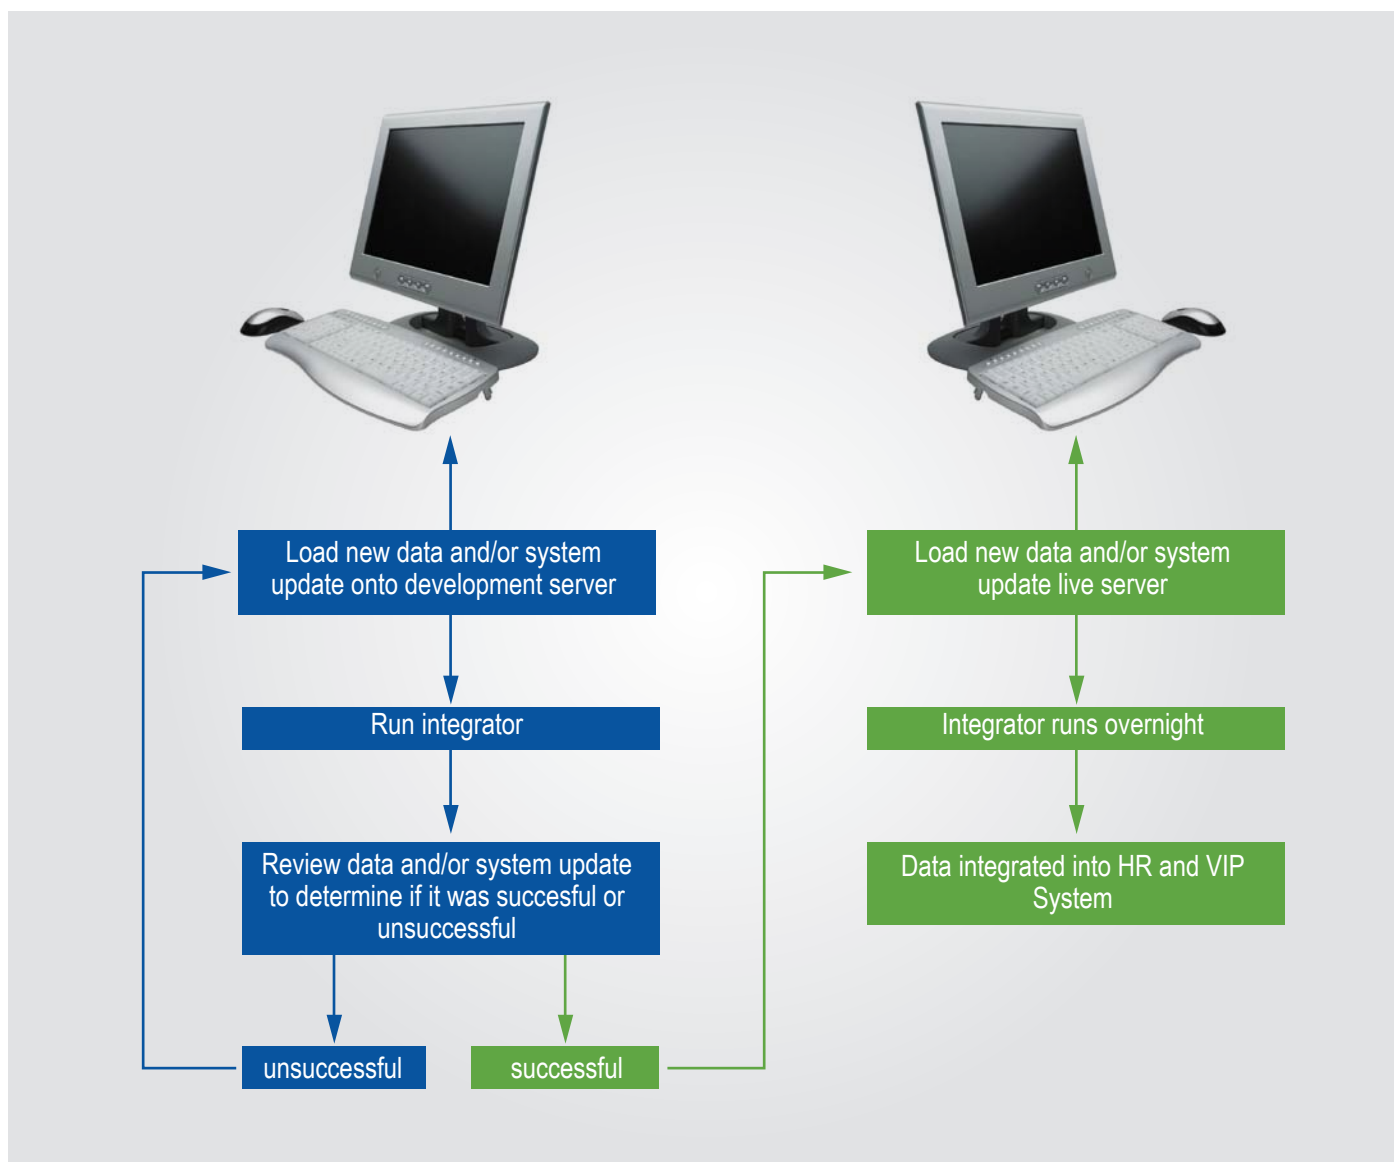 Load new data and/or system
update onto development server
Run integrator
Review data and/or system update
to determine if it was succesful or
unsuccessful
unsuccessful
successful
Load new data and/or system
update live server
Integrator runs overnight
Data integrated into HR and VIP
System